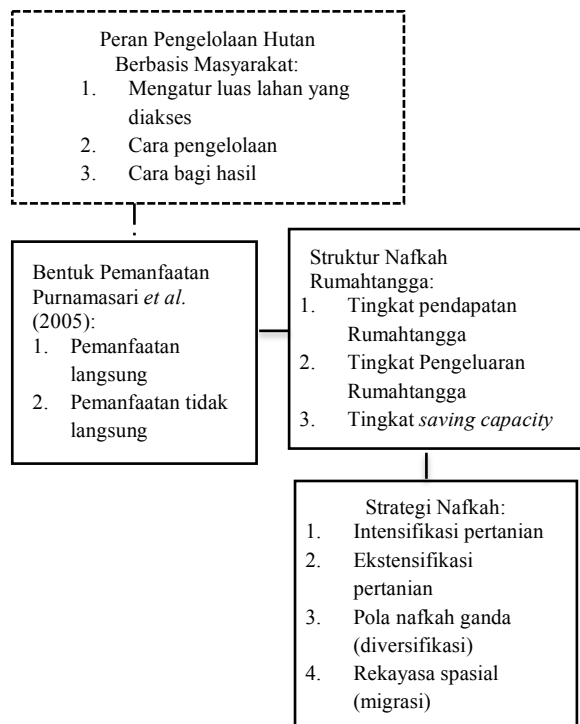 Peran Pengelolaan Hutan
Berbasis Masyarakat:
1. Mengatur luas lahan yang
diakses
2. Cara pengelolaan
3. Cara bagi hasil
Bentuk Pemanfaatan
Purnamasari et al.
(2005):
1. Pemanfaatan
langsung
2. Pemanfaatan tidak
langsung
Struktur Nafkah
Rumahtangga:
1. Tingkat pendapatan
Rumahtangga
2. Tingkat Pengeluaran
Rumahtangga
3. Tingkat saving capacity
Strategi Nafkah:
1. Intensifikasi pertanian
2. Ekstensifikasi
pertanian
3. Pola nafkah ganda
(diversifikasi)
4. Rekayasa spasial
(migrasi)